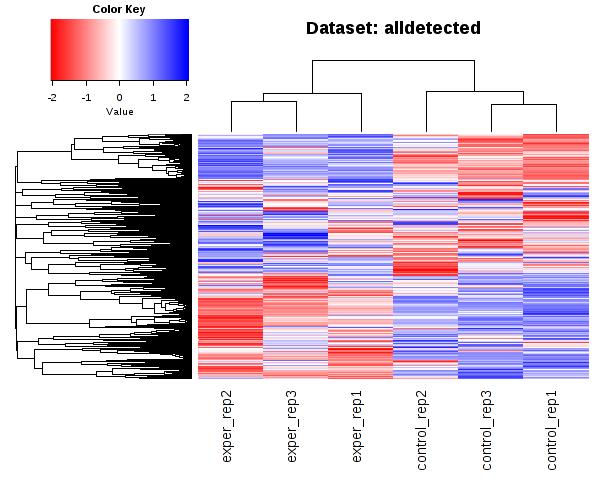 Color Key
-2 -1 0 1 2
Value
Dataset: alldetected
exper_rep2
exper_rep3
exper_rep1
control_rep2
control_rep3
control_rep1